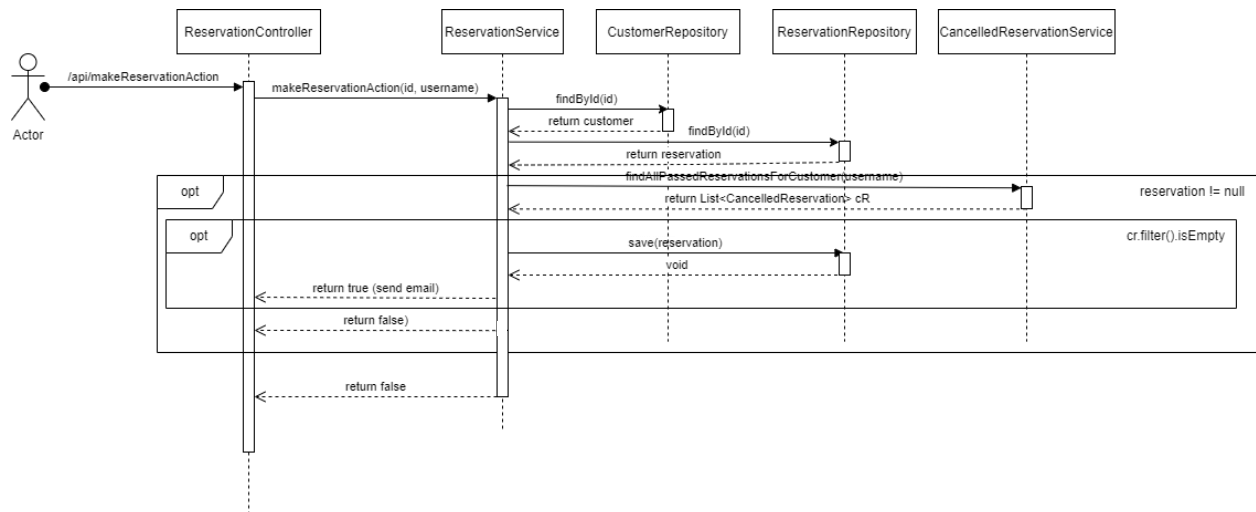 ReservationController
ReservationService
CustomerRepository
ReservationRepository
CancelledReservationService
/api/makeReservationAction
Actor
makeReservationAction(id, username)
findById(id)
return customer
findById(id)
return reservation
opt
findAllPassedReservationsForCustomer(username)
reservation != null
return List<CancelledReservation> cR
opt
cr.filter().isEmpty
save(reservation)
void
return true (send email)
return false)
return false